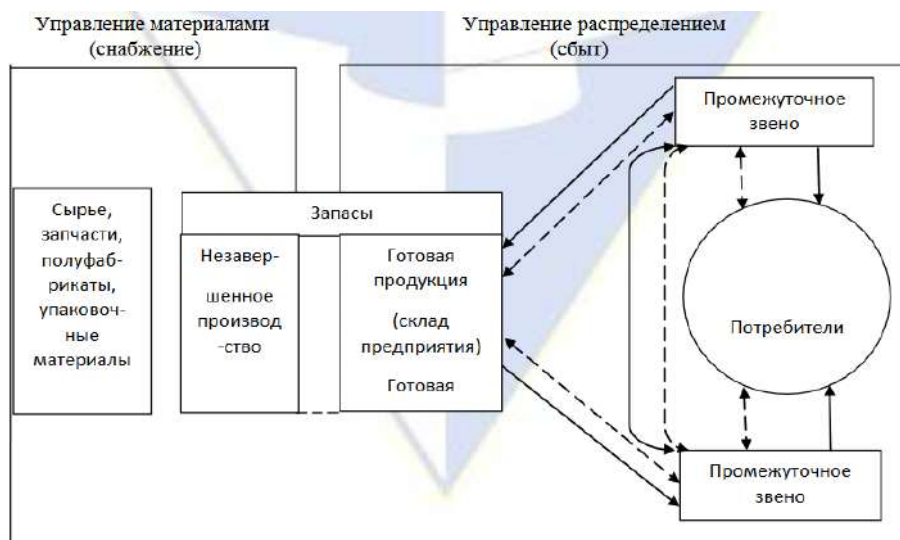 Управление материалами
(снабжение)
Управление распределением
(сбыт)
Промежуточное
звено
Сырье,
запчасти,
полуфаб-
рикаты,
упаковоч-
ные
материалы
Запасы
Незавер-
шенное
производ
-ство
Готовая
продукция
(склад
предприятия)
Готовая
Потребители
Промежуточное
звено